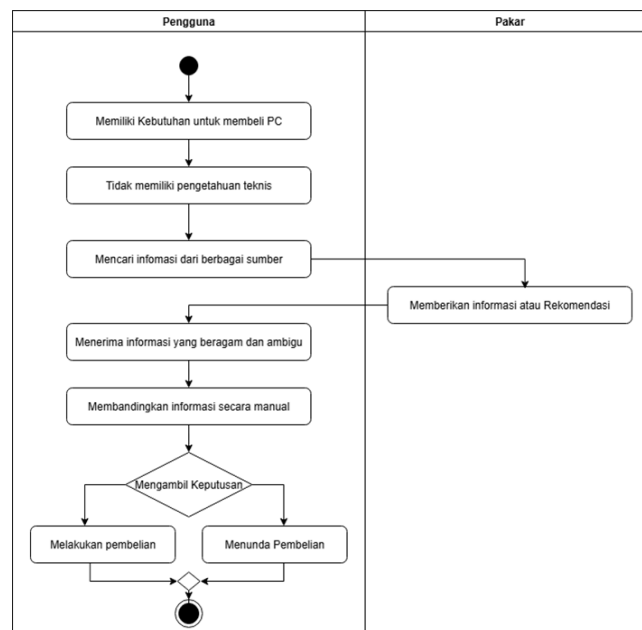 Pengguna
Pakar
Memiliki Kebutuhan untuk membeli PC
Tidak memiliki pengetahuan teknis
Mencari infomasi dari berbagai sumber
Memberikan informasi atau Rekomendasi
Menerima informasi yang beragam dan ambigu
Membandingkan informasi secara manual
Mengambil Keputusan
Melakukan pembelian
Menunda Pembelian